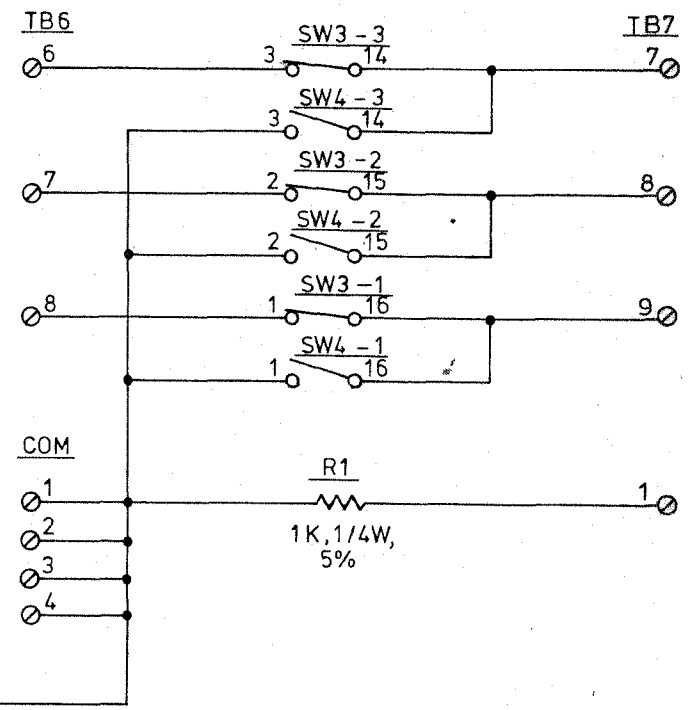 TB6 TB7
SW3-3
6 3 14 7
SW4-3
3 14
SW3-2
7 2 15 8
SW4-2
2 15
SW3-1
8 1 16 9
SW4-1
1 16
COM
R1
1 1
1K,1/4W,
5%
2
3
4